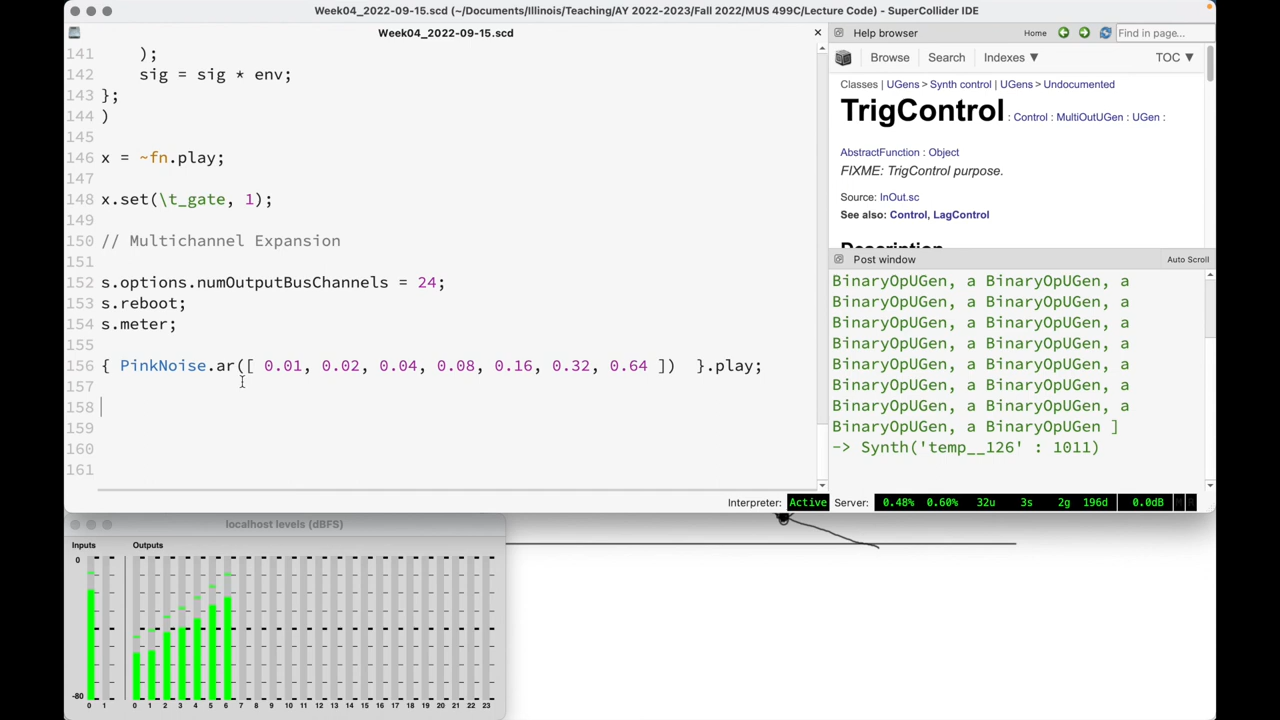 Week04_2022-09-15.scd (~/Documents/Illinois/Teaching/AY 2022-2023/Fall 2022/MUS 499C/Lecture Code) - SuperCollider IDE
Week04_2022-09-15.scd
141 );
142 sig = sig * env;
143 };
144 )
145
146 x = ~fn.play;
147
148 x.set(\t_gate, 1);
149
150 // Multichannel Expansion
151
152 s.options.numOutputBusChannels = 24;
153 s.reboot;
154 s.meter;
155
156 { PinkNoise.ar([ 0.01, 0.02, 0.04, 0.08, 0.16, 0.32, 0.64 ])  }.play;
157
158
159
160
161
Help browser Home Find in page...
Browse Search Indexes ▼ TOC ▼
Classes | UGens > Synth control | UGens > Undocumented
TrigControl : Control : MultiOutUGen : UGen :
AbstractFunction : Object
FIXME: TrigControl purpose.
Source: InOut.sc
See also: Control, LagControl
Description
Post window Auto Scroll
BinaryOpUGen, a BinaryOpUGen, a
BinaryOpUGen, a BinaryOpUGen, a
BinaryOpUGen, a BinaryOpUGen, a
BinaryOpUGen, a BinaryOpUGen, a
BinaryOpUGen, a BinaryOpUGen, a
BinaryOpUGen, a BinaryOpUGen, a
BinaryOpUGen, a BinaryOpUGen, a
BinaryOpUGen, a BinaryOpUGen ]
-> Synth('temp__126' : 1011)
Interpreter: Active Server: 0.48% 0.60% 32u 3s 2g 196d 0.0dB M R
localhost levels (dBFS)
Inputs Outputs
0
-80
0 1 0 1 2 3 4 5 6 7 8 9 10 11 12 13 14 15 16 17 18 19 20 21 22 23